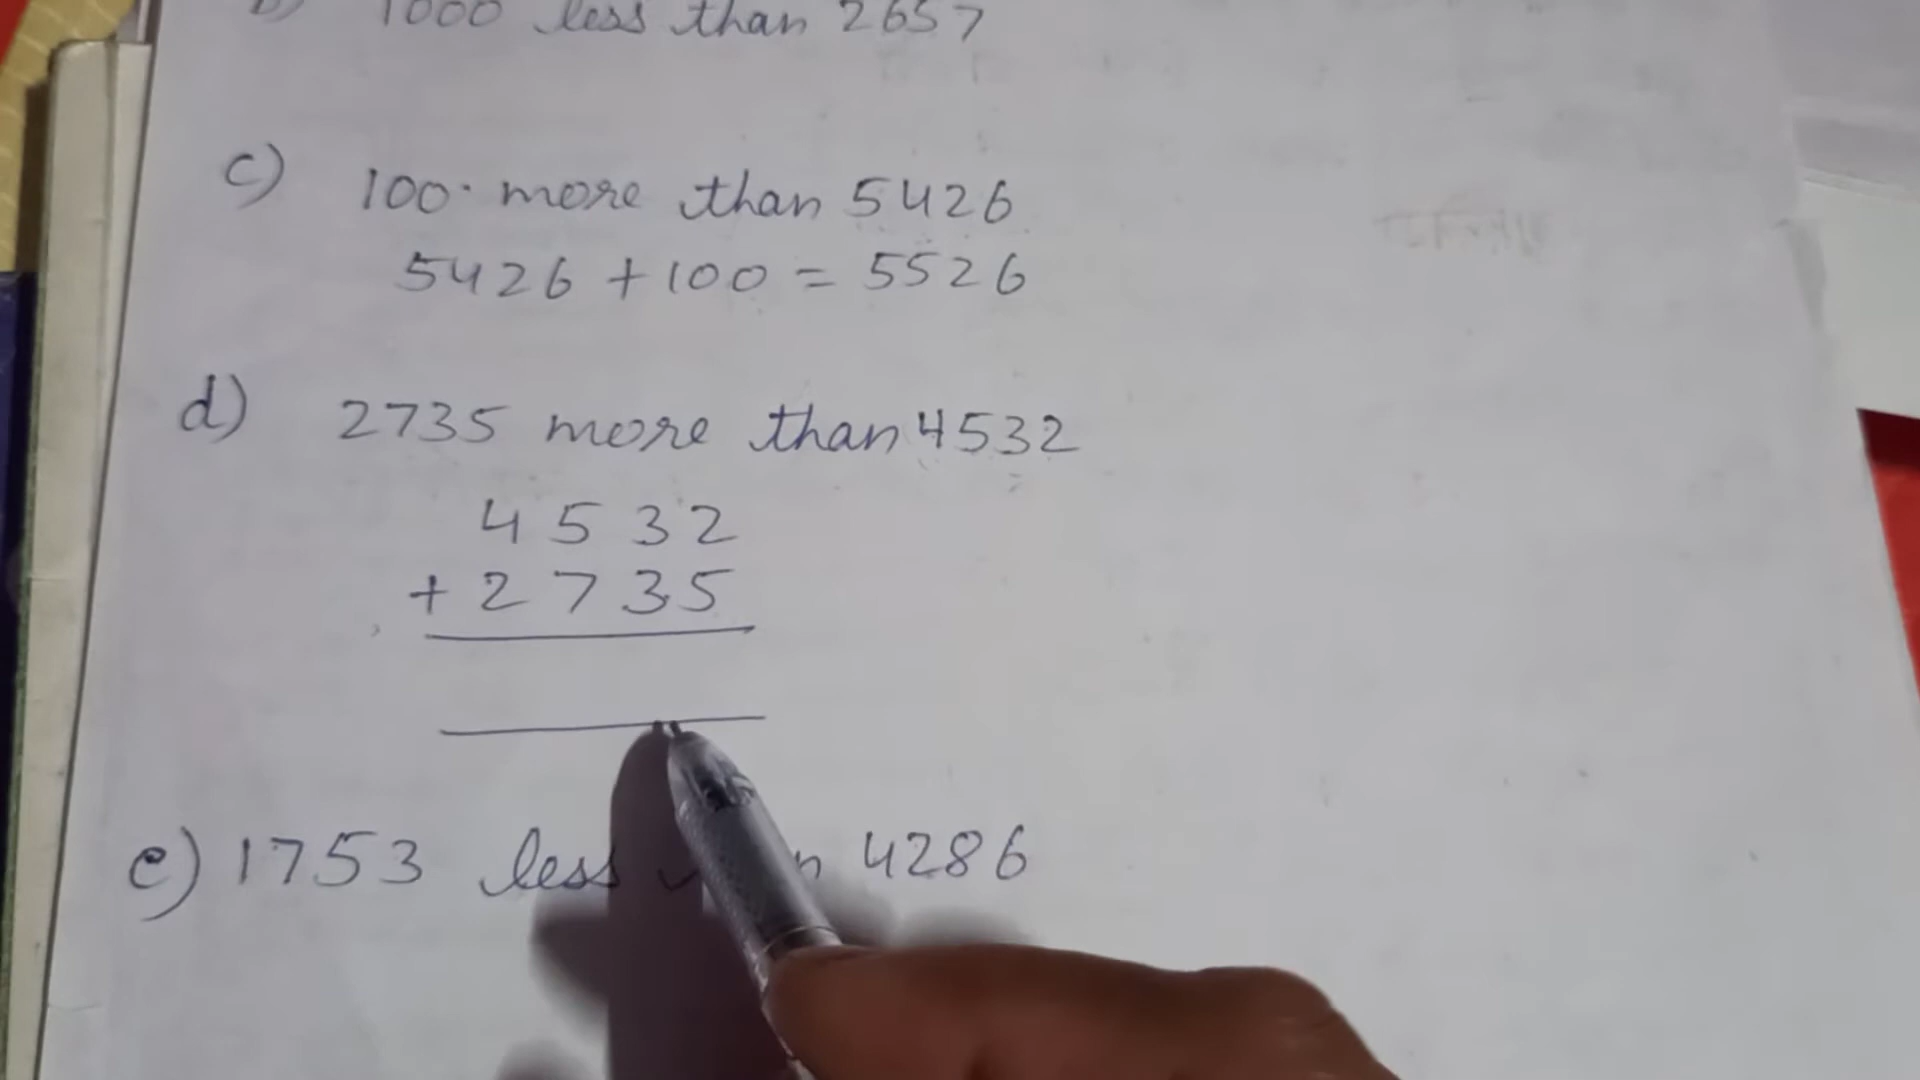 b) 1000 less than 2657
c) 100. more than 5426
5426 + 100 = 5526
d) 2735 more than 4532
4532
+ 2735
e) 1753 less 4286